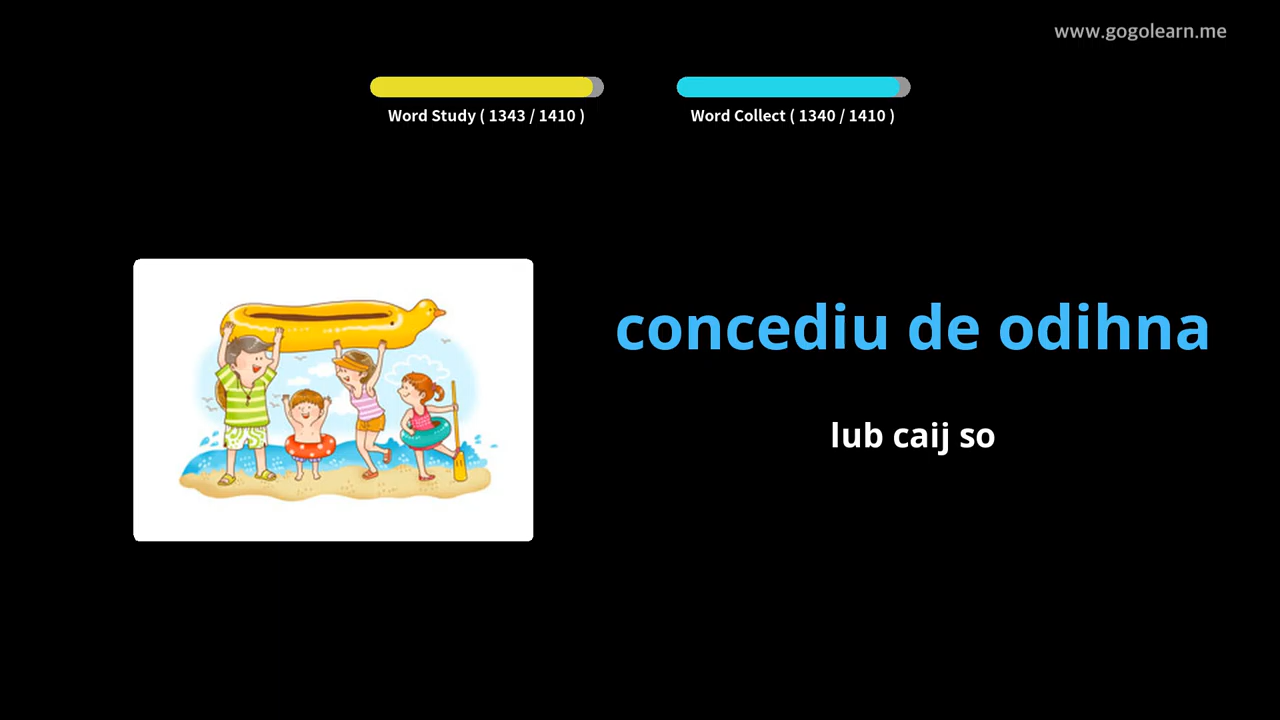 www.gogolearn.me
Word Study ( 1343 / 1410 )
Word Collect ( 1340 / 1410 )
concediu de odihna
lub caij so